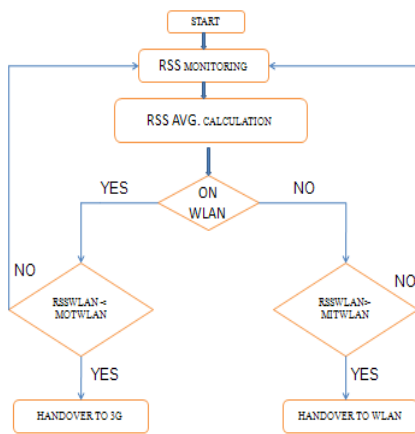 START
RSS MONITORING
RSS AVG. CALCULATION
YES
NO
ON
WLAN
NO
NO
RSSWLAN <
MOTWLAN
RSSWLAN>
MITWLAN
YES
YES
HANDOVER TO 3G
HANDOVER TO WLAN